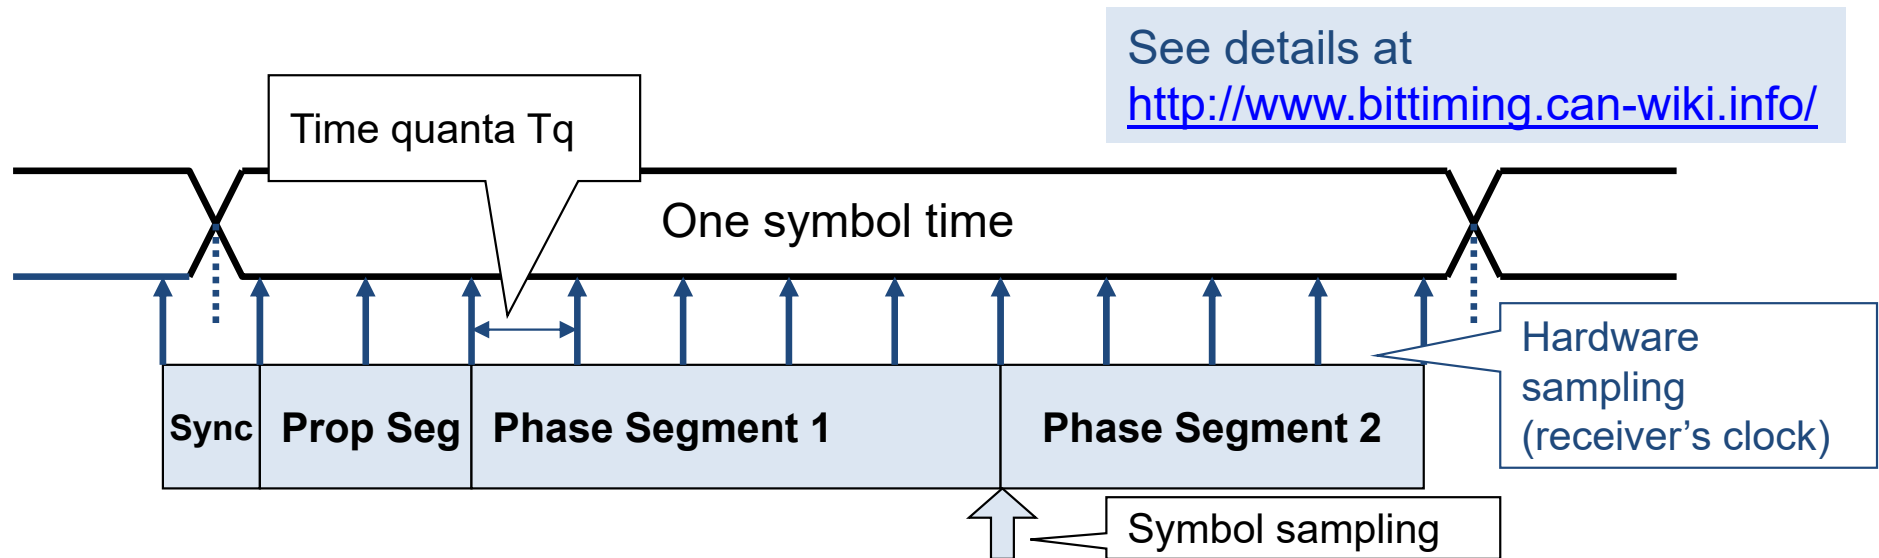 See details at
http://www.bittiming.can-wiki.info/
Time quanta Tq
One symbol time
Hardware
sampling
(receiver’s clock)
Sync
Prop Seg
Phase Segment 1
Phase Segment 2
Symbol sampling